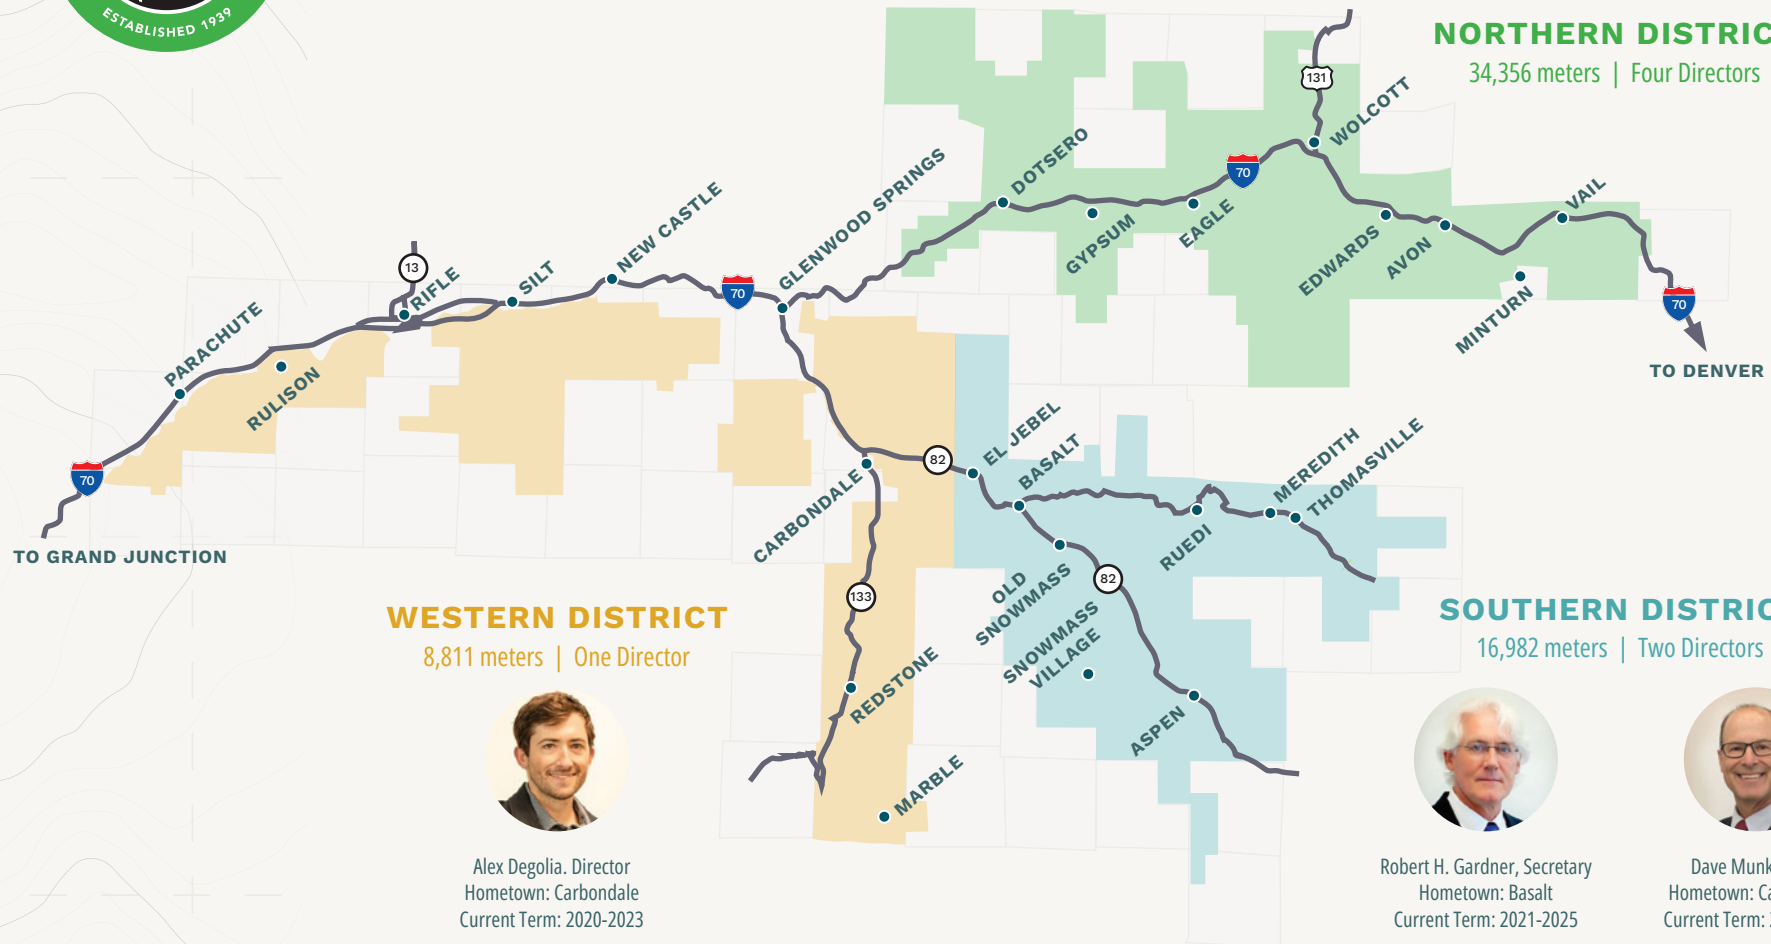 ESTABLISHED 1939
NORTHERN DISTRIC
34,356 meters | Four Directors
131
WOLCOTT
DOTSERO
70
GLENWOOD SPRINGS
NEW CASTLE
VAIL
GYPSUM
EAGLE
EDWARDS
AVON
13
RIFLE
SILT
70
70
MINTURN
PARACHUTE
RULISON
TO DENVER
EL JEBEL
BASALT
MEREDITH
THOMASVILLE
82
70
CARBONDALE
RUEDI
TO GRAND JUNCTION
OLD
SNOWMASS
82
133
SNOWMASS
VILLAGE
WESTERN DISTRICT
8,811 meters | One Director
SOUTHERN DISTRIC
16,982 meters | Two Directors
REDSTONE
ASPEN
MARBLE
Alex Degolia. Director
Hometown: Carbondale
Current Term: 2020-2023
Robert H. Gardner, Secretary
Hometown: Basalt
Current Term: 2021-2025
Dave Munk
Hometown: Ca
Current Term: